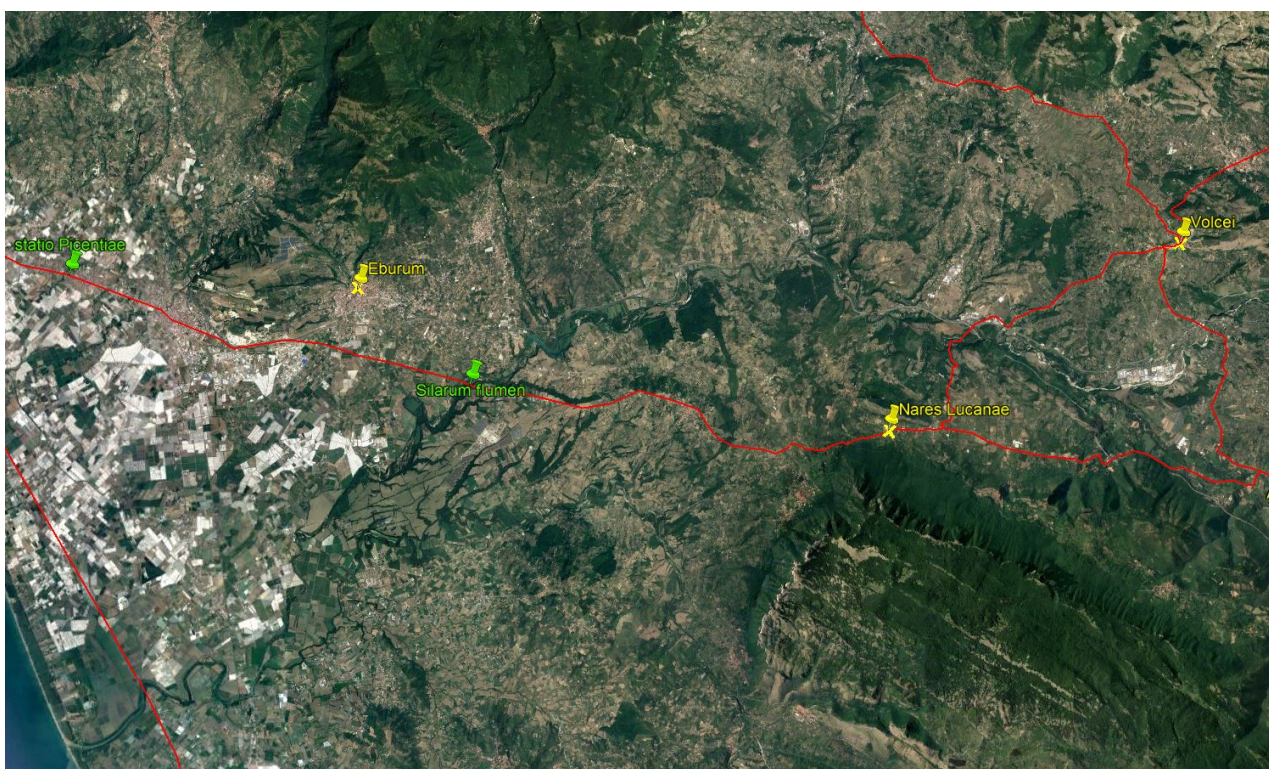 Volcei
statio Picentiae
Eburum
Silarum flumen
Nares Lucanae